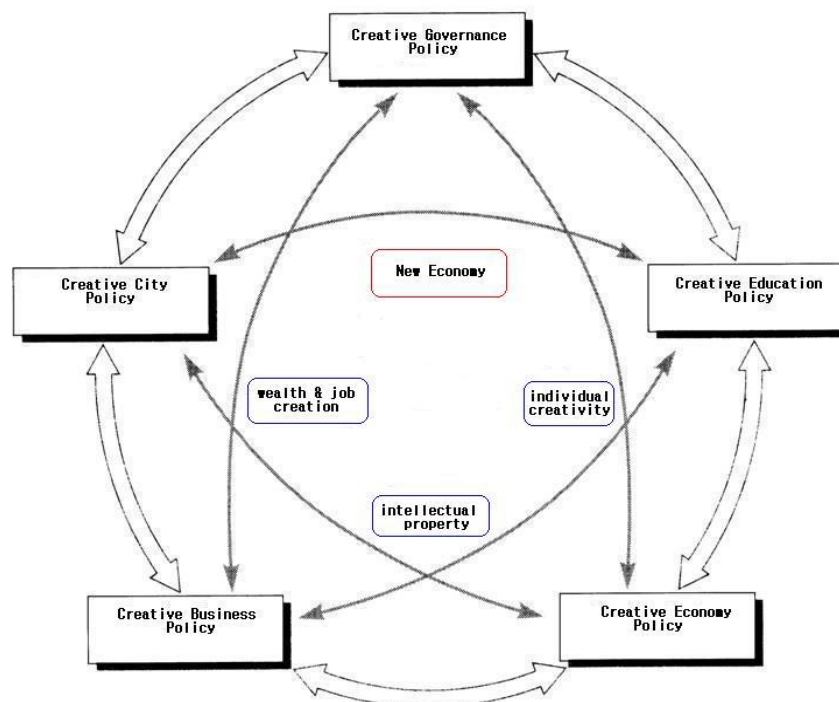 Creative Governance
Policy
Creative City
Policy
New Economy
Creative Education
Policy
wealth & job
creation
individual
creativity
intellectual
property
Creative Business
Policy
Creative Economy
Policy